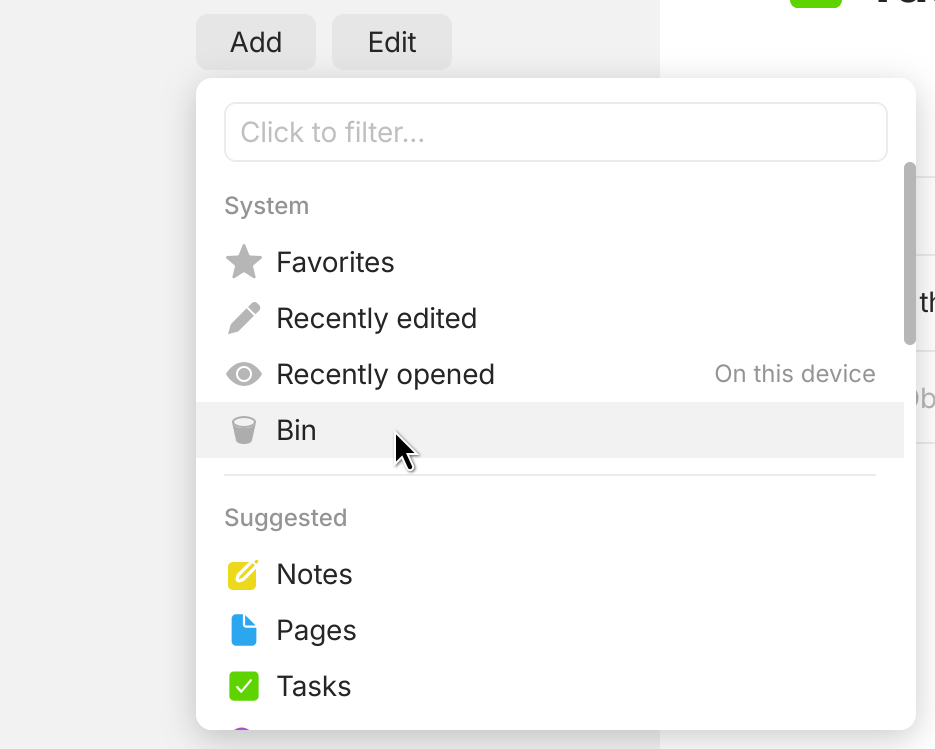 Add
Edit
Click to filter...
System
Favorites
Recently edited
Recently opened
On this device
Bin
Suggested
Notes
Pages
Tasks